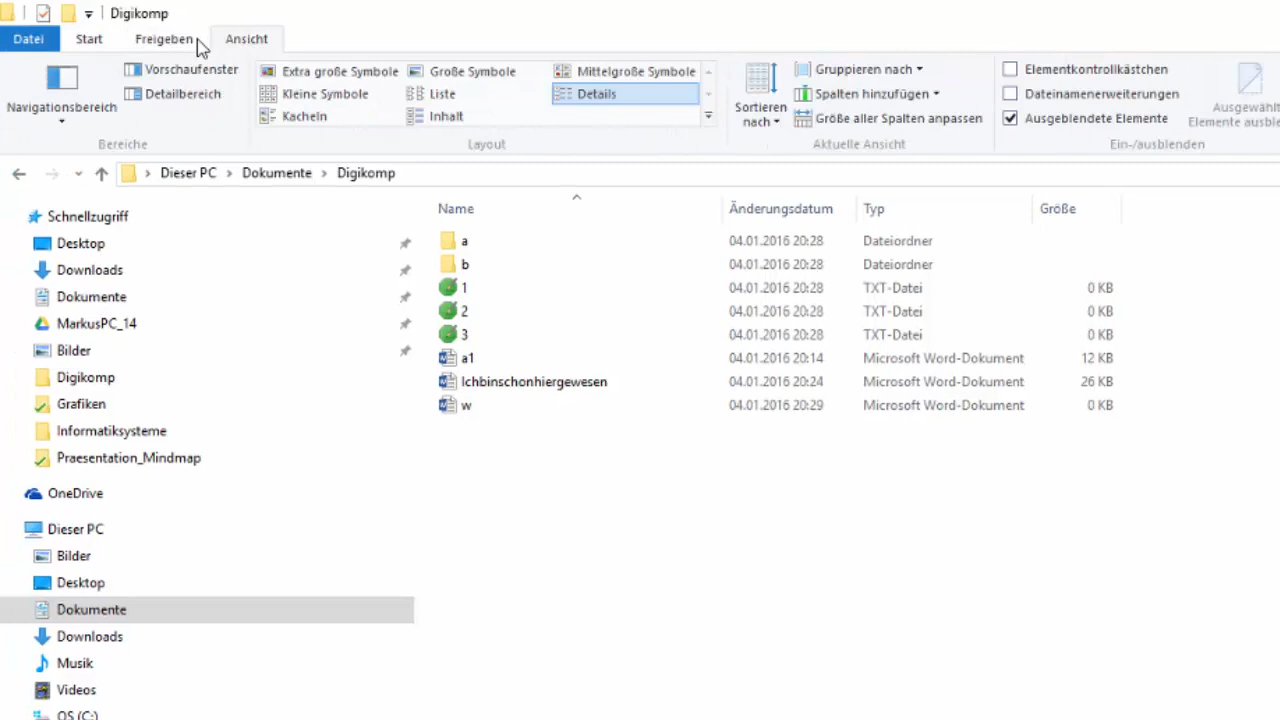 Digikomp
Datei Start Freigeben Ansicht
Vorschaufenster Extra große Symbole Große Symbole Mittelgroße Symbole Gruppieren nach Elementkontrollkästchen
Detailbereich Kleine Symbole Liste Details Spalten hinzufügen Dateinamenerweiterungen
Navigationsbereich Kacheln Inhalt Sortieren nach Größe aller Spalten anpassen Ausgeblendete Elemente Ausgewählt Elemente ausble
Bereiche Layout Aktuelle Ansicht Ein-/ausblenden
Dieser PC Dokumente Digikomp
Name Änderungsdatum Typ Größe
a 04.01.2016 20:28 Dateiordner
b 04.01.2016 20:28 Dateiordner
1 04.01.2016 20:28 TXT-Datei 0 KB
2 04.01.2016 20:28 TXT-Datei 0 KB
3 04.01.2016 20:28 TXT-Datei 0 KB
a1 04.01.2016 20:14 Microsoft Word-Dokument 12 KB
Ichbinschonhiergewesen 04.01.2016 20:24 Microsoft Word-Dokument 26 KB
w 04.01.2016 20:29 Microsoft Word-Dokument 0 KB
Schnellzugriff
Desktop
Downloads
Dokumente
MarkusPC_14
Bilder
Digikomp
Grafiken
Informatiksysteme
Praesentation_Mindmap
OneDrive
Dieser PC
Bilder
Desktop
Dokumente
Downloads
Musik
Videos
OS (C:)